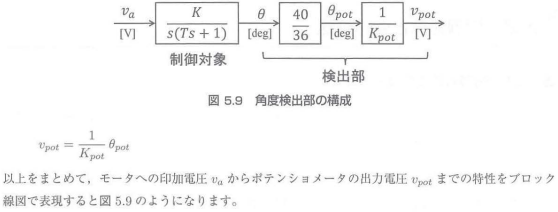 v_a θ θ_pot v_pot
K / s(Ts + 1) 40 / 36 1 / K_pot
[V] [deg] [deg] [V]
制御対象
検出部
図 5.9 角度検出部の構成
v_pot = 1 / K_pot θ_pot
以上をまとめて，モータへの印加電圧 v_a からポテンショメータの出力電圧 v_pot までの特性をブロック
線図で表現すると図 5.9 のようになります。